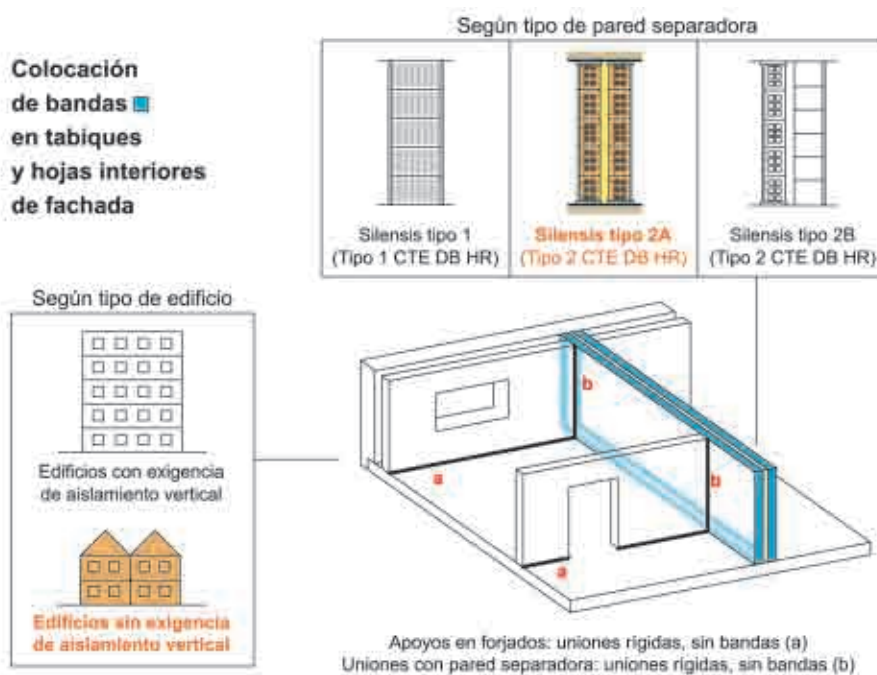 Colocación
de bandas
en tabiques
y hojas interiores
de fachada
Según tipo de pared separadora
Silensis tipo 1
(Tipo 1 CTE DB HR)
Silensis tipo 2A
(Tipo 2 CTE DB HR)
Silensis tipo 2B
(Tipo 2 CTE DB HR)
Según tipo de edificio
Edificios con exigencia
de aislamiento vertical
Edificios sin exigencia
de aislamiento vertical
b
a
b
a
Apoyos en forjados: uniones rígidas, sin bandas (a)
Uniones con pared separadora: uniones rígidas, sin bandas (b)